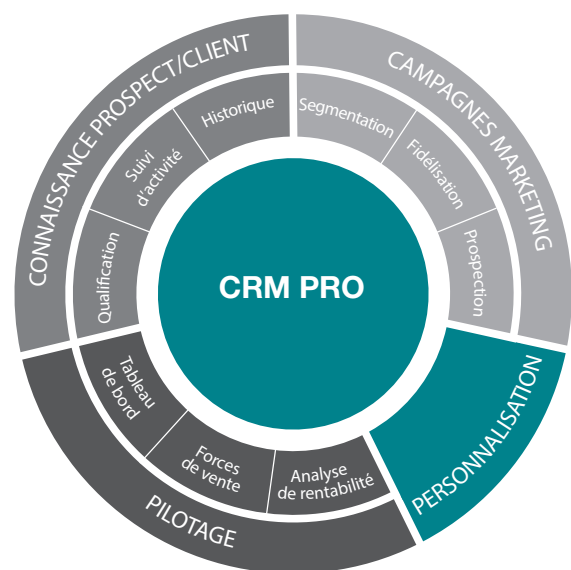 CONNAISSANCE PROSPECT/CLIENT
Historique
Suivi
d'activité
Qualification
CAMPAGNES MARKETING
Segmentation
Fidélisation
Prospection
CRM PRO
PERSONNALISATION
PILOTAGE
Tableau
de bord
Forces
de vente
Analyse
de rentabilité